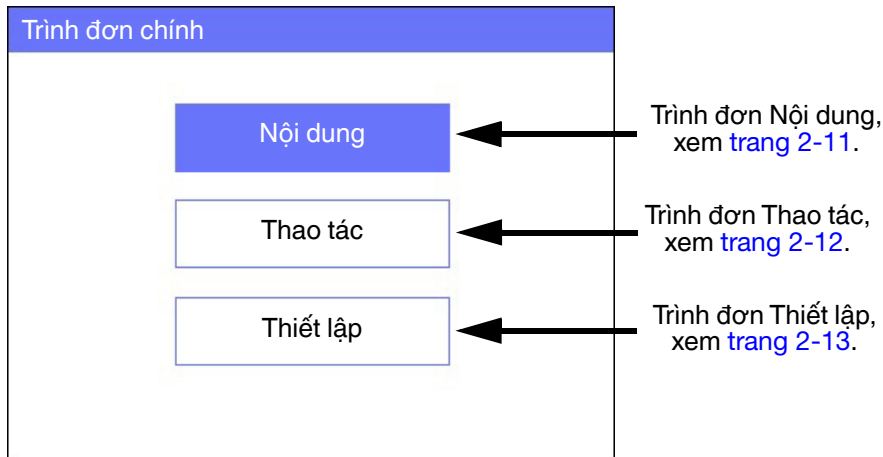 Trình đơn chính
Nội dung
Trình đơn Nội dung,
xem trang 2-11.
Thao tác
Trình đơn Thao tác,
xem trang 2-12.
Thiết lập
Trình đơn Thiết lập,
xem trang 2-13.